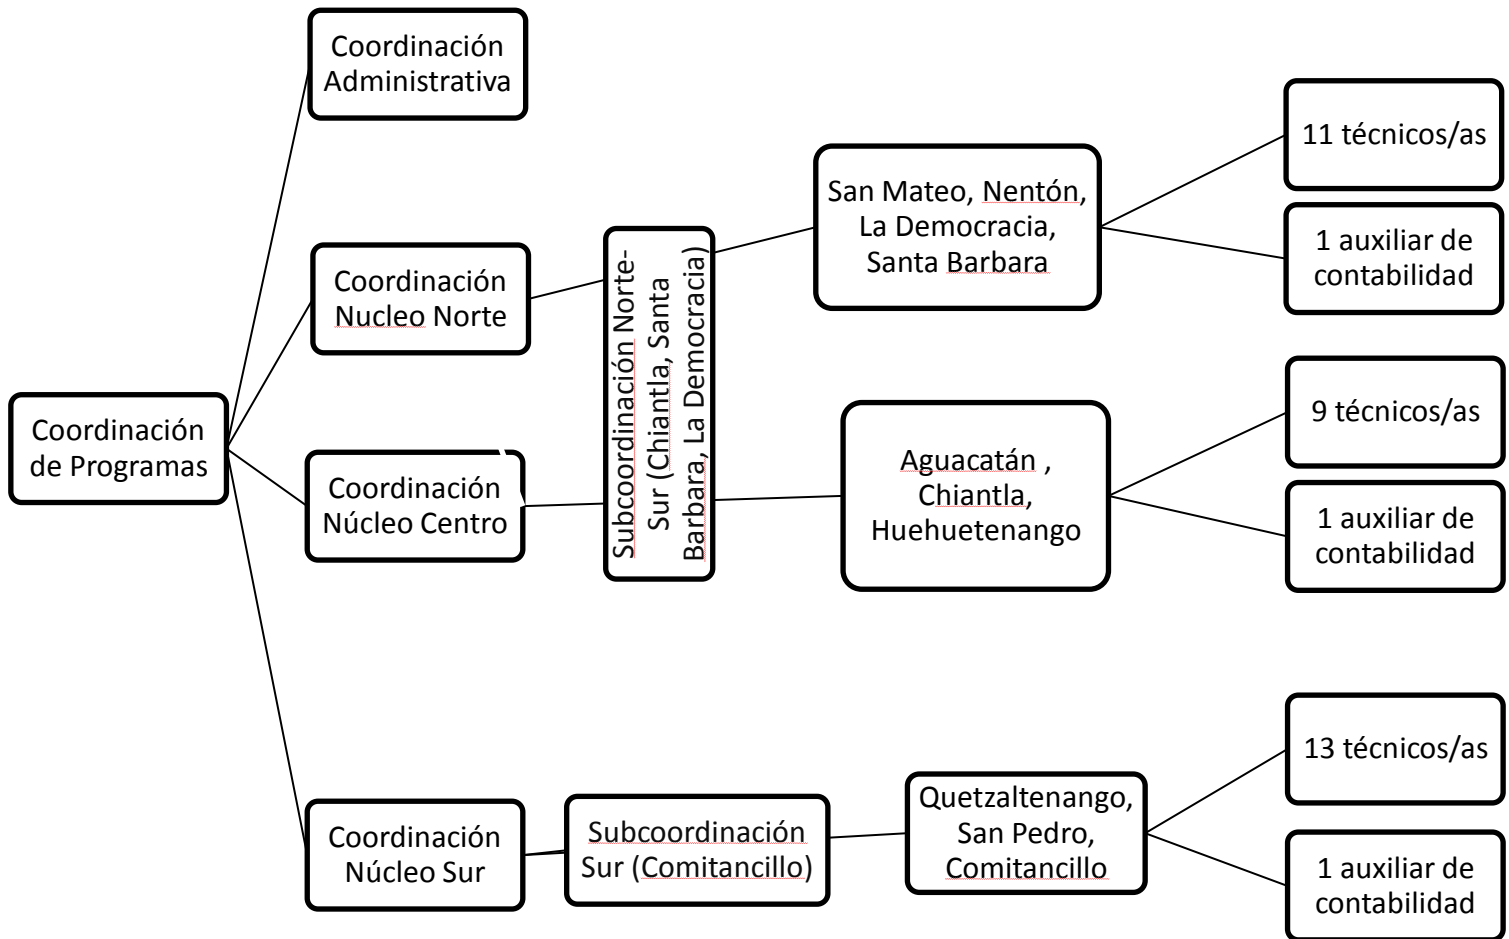 Coordinación
Administrativa
Coordinación
Nucleo Norte
Coordinación
de Programas
Coordinación
Núcleo Centro
Coordinación
Núcleo Sur
Subcoordinación Norte-
Sur (Chiantla, Santa
Barbara, La Democracia)
Subcoordinación
Sur (Comitancillo)
San Mateo, Nentón,
La Democracia,
Santa Barbara
Aguacatán ,
Chiantla,
Huehuetenango
Quetzaltenango,
San Pedro,
Comitancillo
11 técnicos/as
1 auxiliar de
contabilidad
9 técnicos/as
1 auxiliar de
contabilidad
13 técnicos/as
1 auxiliar de
contabilidad